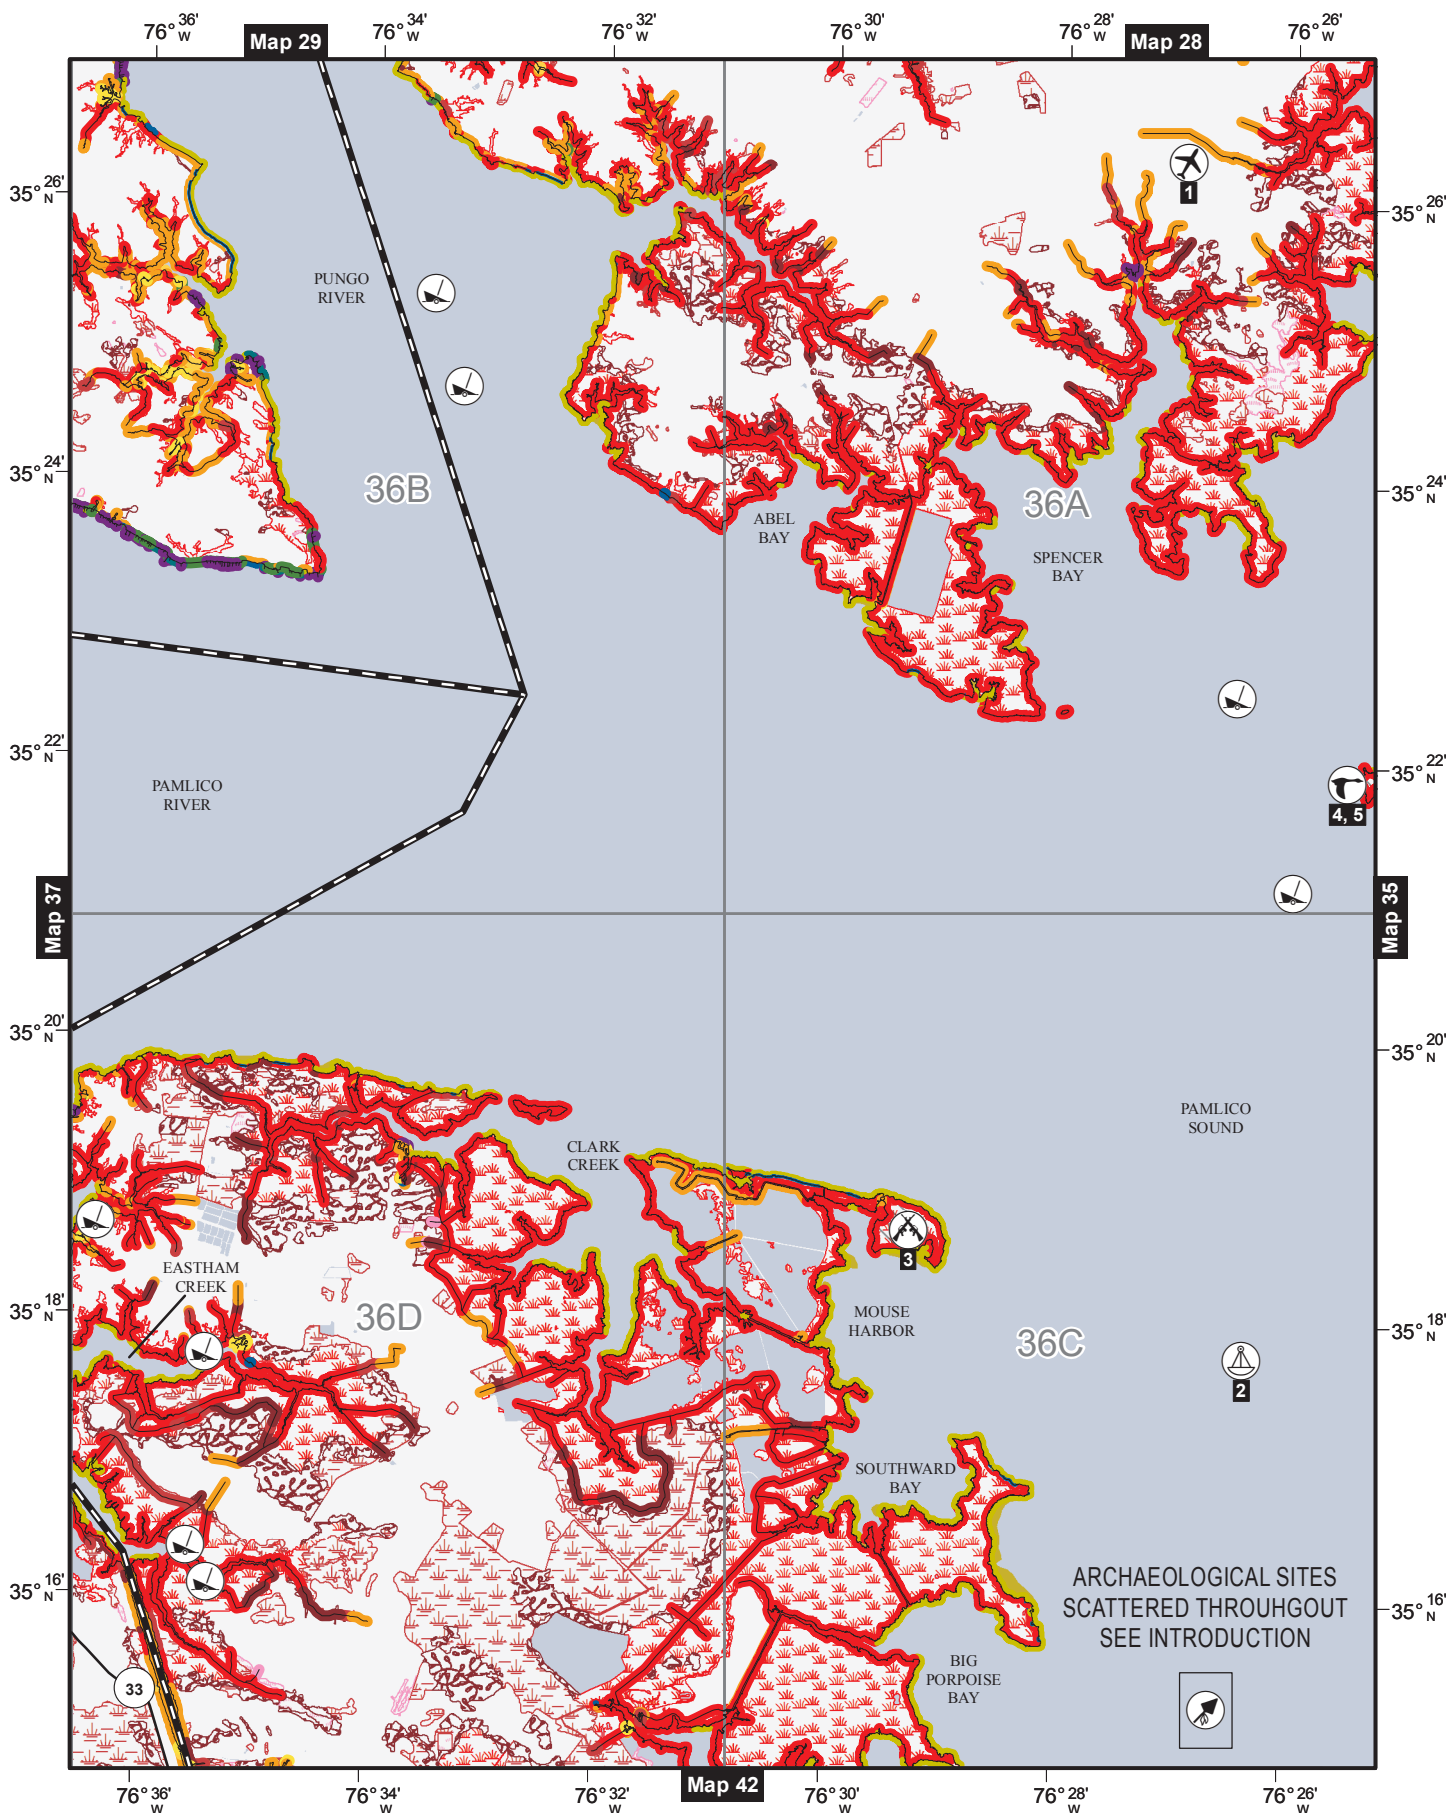 76° 36' W
76° 34' W
76° 32' W
76° 30' W
76° 28' W
76° 26' W
Map 29
Map 28
35° 26' N
35° 26' N
1
PUNGO
RIVER
35° 24' N
35° 24' N
36B
36A
ABEL
BAY
SPENCER
BAY
35° 22' N
35° 22' N
PAMLICO
RIVER
4, 5
Map 37
Map 35
35° 20' N
35° 20' N
PAMLICO
SOUND
CLARK
CREEK
3
EASTHAM
CREEK
35° 18' N
35° 18' N
36D
MOUSE
HARBOR
36C
2
SOUTHWARD
BAY
35° 16' N
35° 16' N
ARCHAEOLOGICAL SITES
SCATTERED THROUHGOUT
SEE INTRODUCTION
BIG
PORPOISE
BAY
33
76° 36' W
76° 34' W
76° 32' W
Map 42
76° 30' W
76° 28' W
76° 26' W